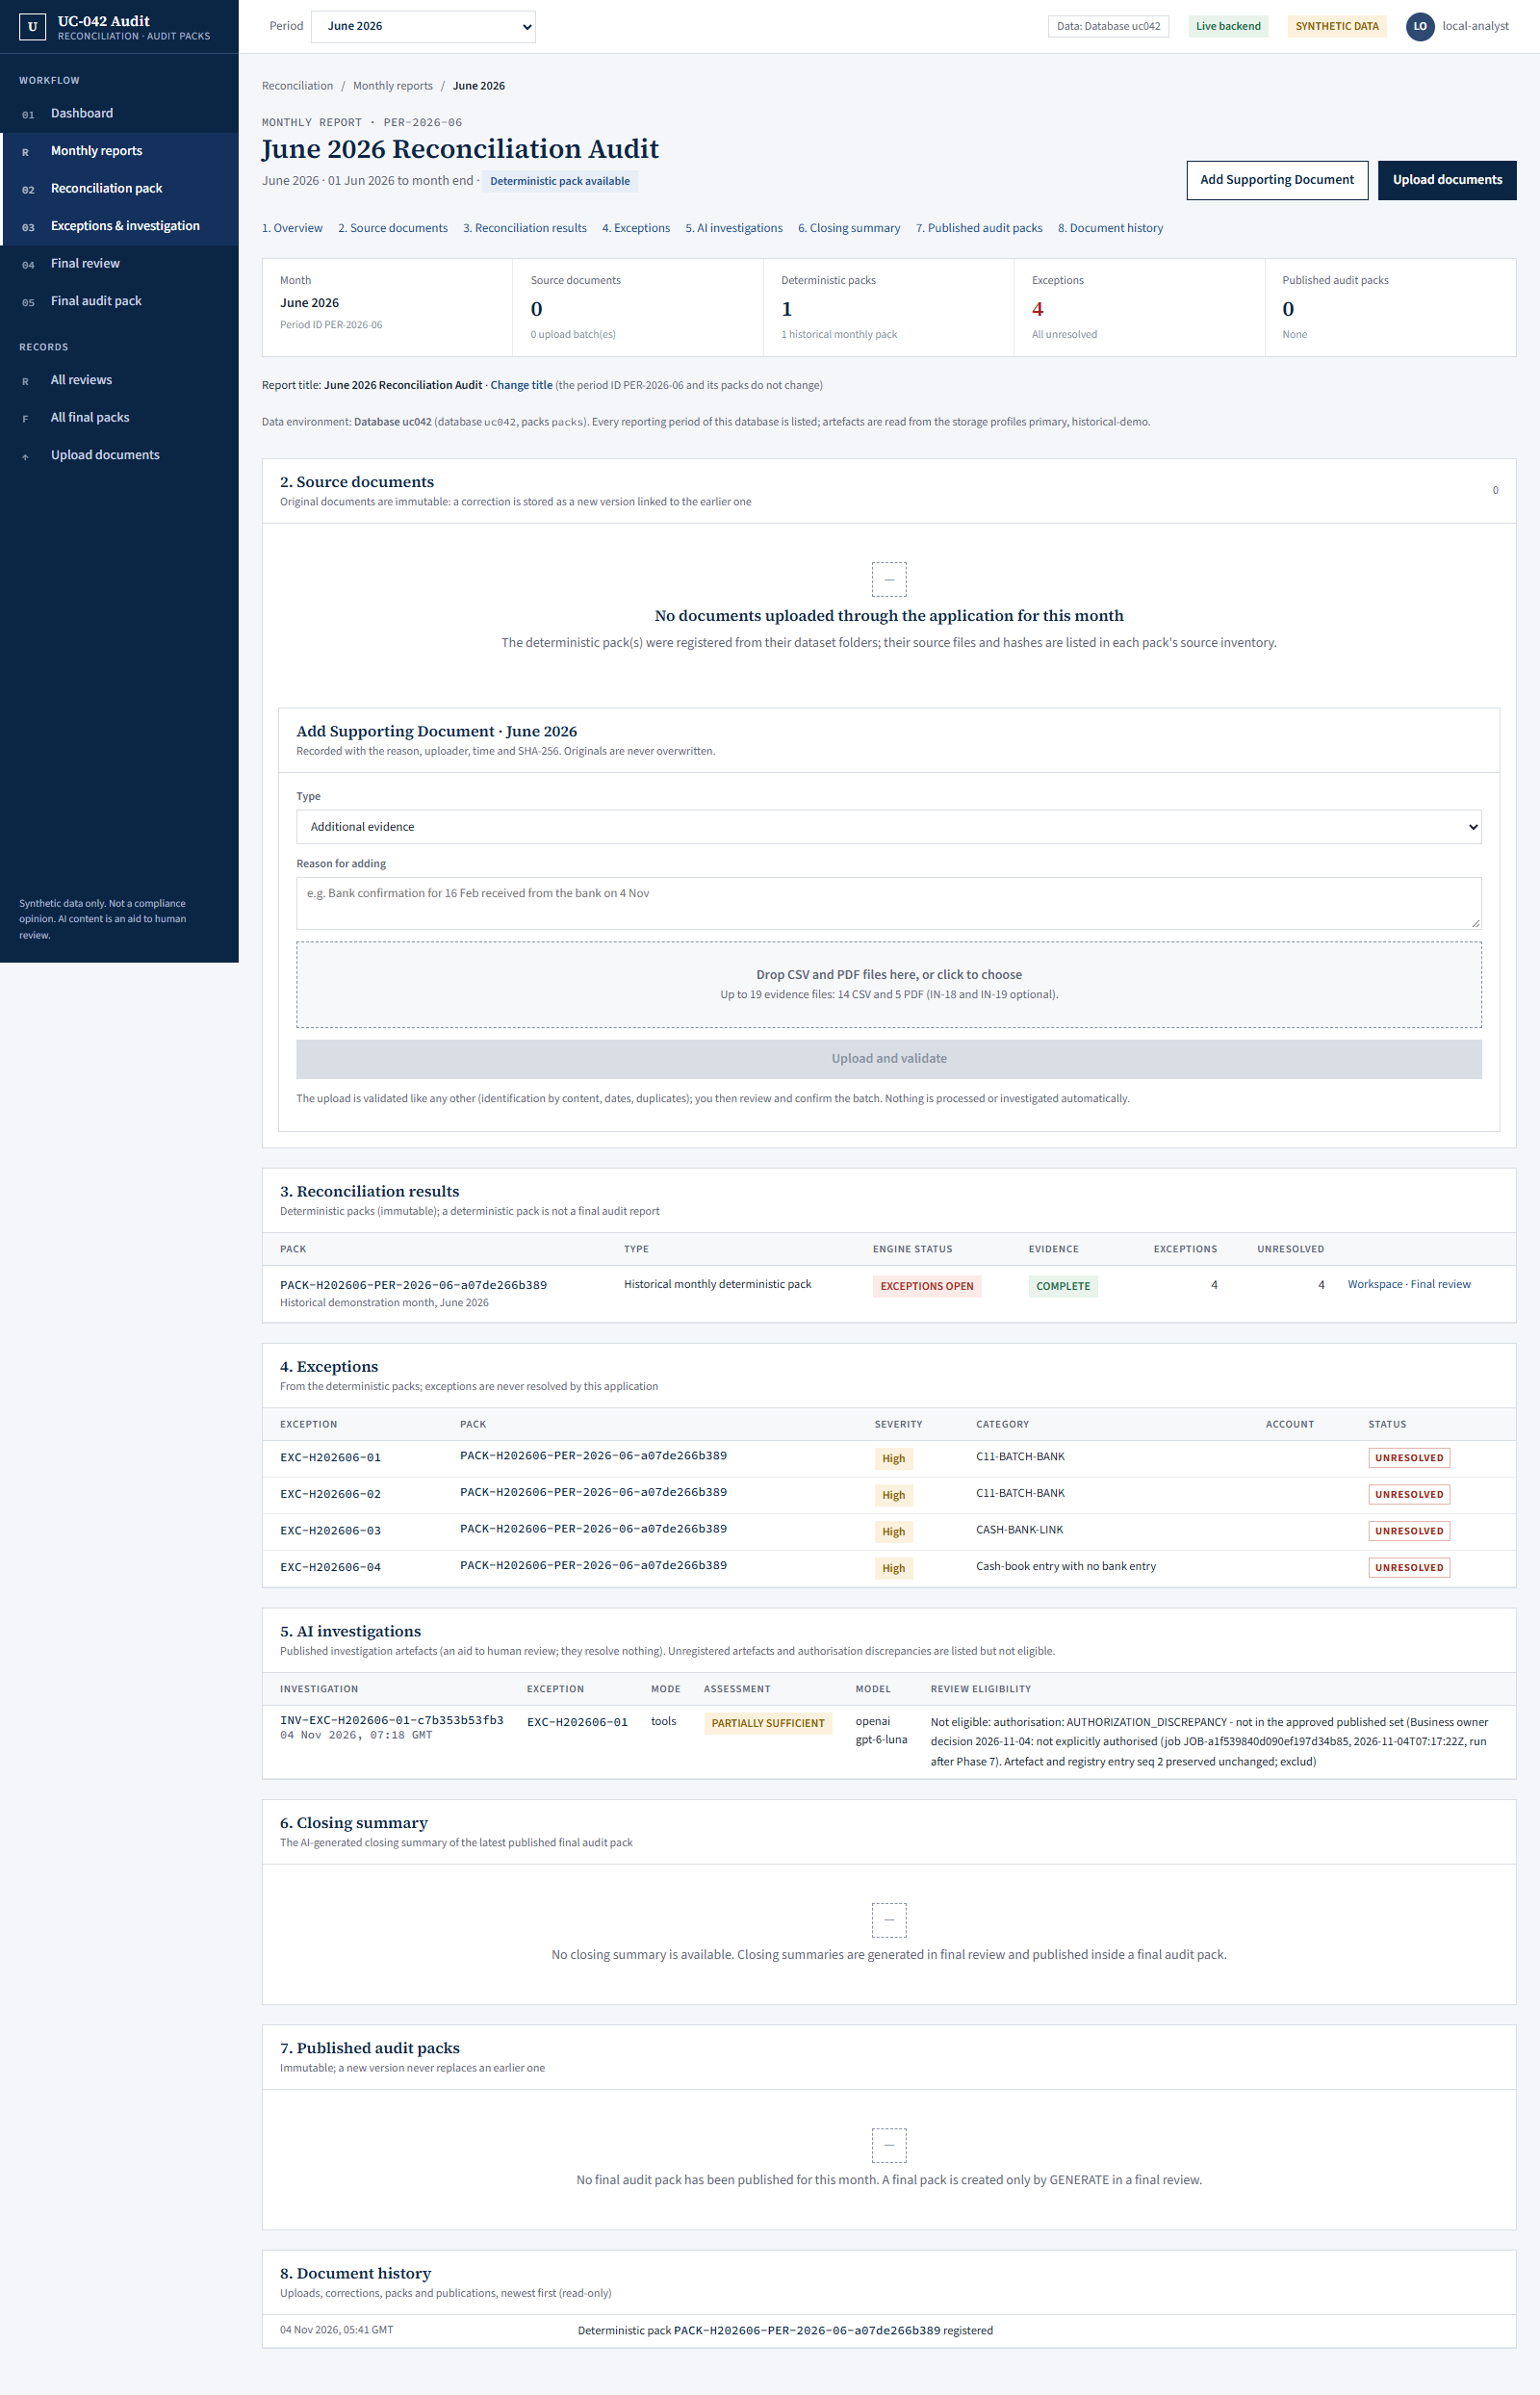 U
UC-042 Audit
RECONCILIATION · AUDIT PACKS
WORKFLOW
01 Dashboard
R Monthly reports
02 Reconciliation pack
03 Exceptions & investigation
04 Final review
05 Final audit pack
RECORDS
R All reviews
F All final packs
↑ Upload documents
Synthetic data only. Not a compliance
opinion. AI content is an aid to human
review.
Period June 2026
Data: Database uc042 Live backend SYNTHETIC DATA LO local-analyst
Reconciliation / Monthly reports / June 2026
MONTHLY REPORT · PER-2026-06
June 2026 Reconciliation Audit
June 2026 · 01 Jun 2026 to month end · Deterministic pack available
Add Supporting Document Upload documents
1. Overview 2. Source documents 3. Reconciliation results 4. Exceptions 5. AI investigations 6. Closing summary 7. Published audit packs 8. Document history
Month Source documents Deterministic packs Exceptions Published audit packs
June 2026 0 1 4 0
Period ID PER-2026-06 0 upload batch(es) 1 historical monthly pack All unresolved None
Report title: June 2026 Reconciliation Audit · Change title (the period ID PER-2026-06 and its packs do not change)
Data environment: Database uc042 (database uc042, packs packs). Every reporting period of this database is listed; artefacts are read from the storage profiles primary, historical-demo.
2. Source documents
Original documents are immutable: a correction is stored as a new version linked to the earlier one
0
—
No documents uploaded through the application for this month
The deterministic pack(s) were registered from their dataset folders; their source files and hashes are listed in each pack's source inventory.
Add Supporting Document · June 2026
Recorded with the reason, uploader, time and SHA-256. Originals are never overwritten.
Type
Additional evidence
Reason for adding
e.g. Bank confirmation for 16 Feb received from the bank on 4 Nov
Drop CSV and PDF files here, or click to choose
Up to 19 evidence files: 14 CSV and 5 PDF (IN-18 and IN-19 optional).
Upload and validate
The upload is validated like any other (identification by content, dates, duplicates); you then review and confirm the batch. Nothing is processed or investigated automatically.
3. Reconciliation results
Deterministic packs (immutable); a deterministic pack is not a final audit report
PACK TYPE ENGINE STATUS EVIDENCE EXCEPTIONS UNRESOLVED
PACK-H202606-PER-2026-06-a07de266b389 Historical monthly deterministic pack EXCEPTIONS OPEN COMPLETE 4 4 Workspace · Final review
Historical demonstration month, June 2026
4. Exceptions
From the deterministic packs; exceptions are never resolved by this application
EXCEPTION PACK SEVERITY CATEGORY ACCOUNT STATUS
EXC-H202606-01 PACK-H202606-PER-2026-06-a07de266b389 High C11-BATCH-BANK UNRESOLVED
EXC-H202606-02 PACK-H202606-PER-2026-06-a07de266b389 High C11-BATCH-BANK UNRESOLVED
EXC-H202606-03 PACK-H202606-PER-2026-06-a07de266b389 High CASH-BANK-LINK UNRESOLVED
EXC-H202606-04 PACK-H202606-PER-2026-06-a07de266b389 High Cash-book entry with no bank entry UNRESOLVED
5. AI investigations
Published investigation artefacts (an aid to human review; they resolve nothing). Unregistered artefacts and authorisation discrepancies are listed but not eligible.
INVESTIGATION EXCEPTION MODE ASSESSMENT MODEL REVIEW ELIGIBILITY
INV-EXC-H202606-01-c7b353b53fb3 EXC-H202606-01 tools PARTIALLY SUFFICIENT openai Not eligible: authorisation: AUTHORIZATION_DISCREPANCY - not in the approved published set (Business owner
04 Nov 2026, 07:18 GMT gpt-6-luna decision 2026-11-04: not explicitly authorised (job JOB-a1f539840d090ef197d34b85, 2026-11-04T07:17:22Z, run
after Phase 7). Artefact and registry entry seq 2 preserved unchanged; exclud)
6. Closing summary
The AI-generated closing summary of the latest published final audit pack
—
No closing summary is available. Closing summaries are generated in final review and published inside a final audit pack.
7. Published audit packs
Immutable; a new version never replaces an earlier one
—
No final audit pack has been published for this month. A final pack is created only by GENERATE in a final review.
8. Document history
Uploads, corrections, packs and publications, newest first (read-only)
04 Nov 2026, 05:41 GMT Deterministic pack PACK-H202606-PER-2026-06-a07de266b389 registered